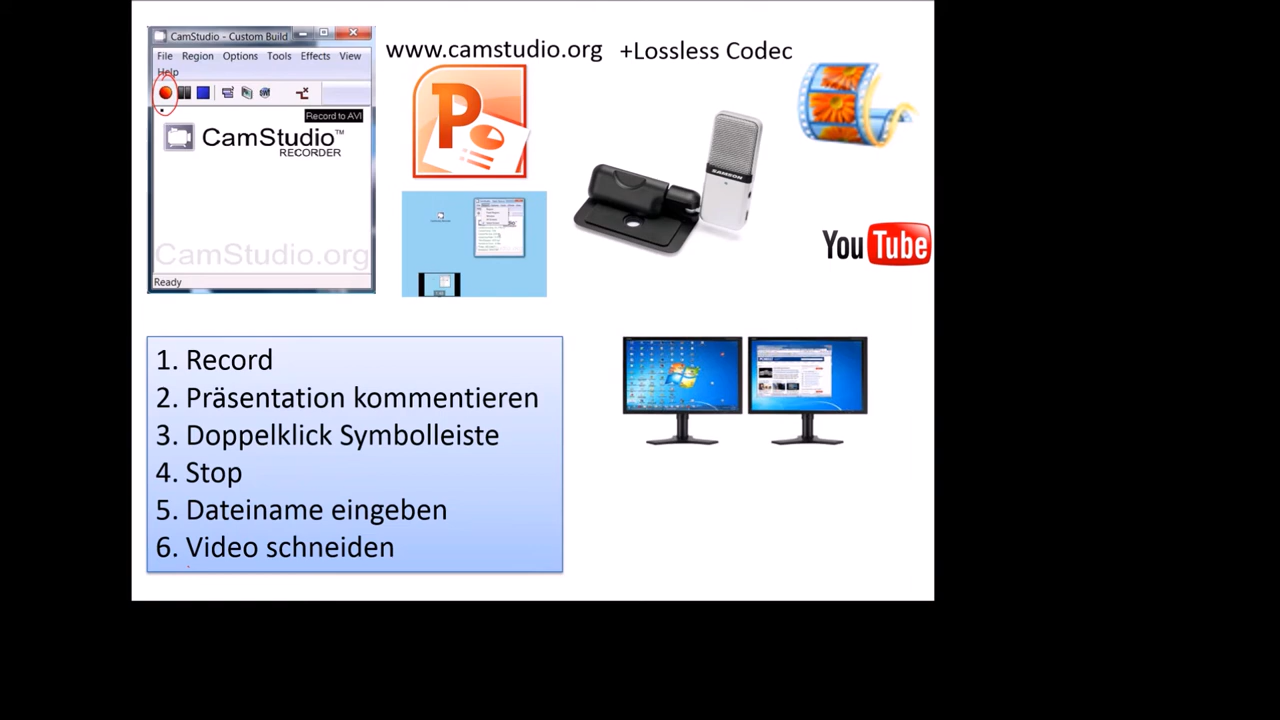 CamStudio - Custom Build
File Region Options Tools Effects View
Help
Record to AVI
CamStudio™
RECORDER
CamStudio.org
Ready
www.camstudio.org +Lossless Codec
P
SAMSON
You Tube
1. Record
2. Präsentation kommentieren
3. Doppelklick Symbolleiste
4. Stop
5. Dateiname eingeben
6. Video schneiden